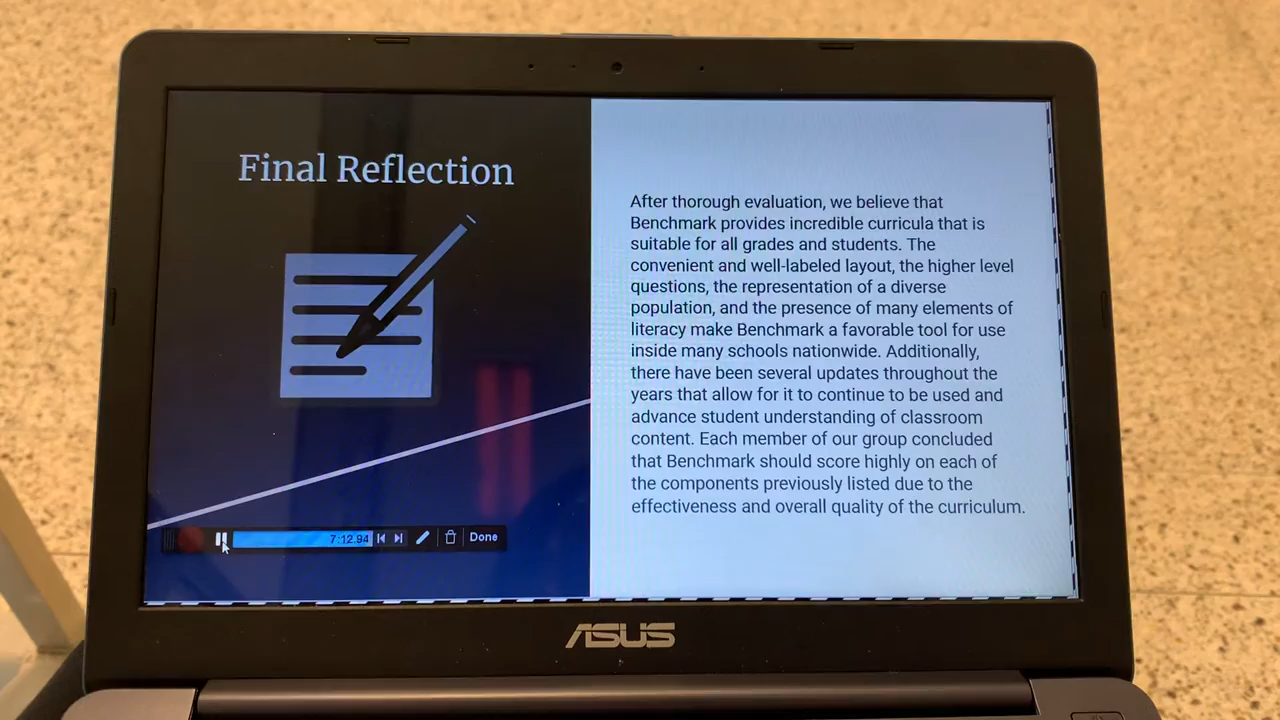 Final Reflection
After thorough evaluation, we believe that
Benchmark provides incredible curricula that is
suitable for all grades and students. The
convenient and well-labeled layout, the higher level
questions, the representation of a diverse
population, and the presence of many elements of
literacy make Benchmark a favorable tool for use
inside many schools nationwide. Additionally,
there have been several updates throughout the
years that allow for it to continue to be used and
advance student understanding of classroom
content. Each member of our group concluded
that Benchmark should score highly on each of
the components previously listed due to the
effectiveness and overall quality of the curriculum.
7:12.94
Done
ASUS